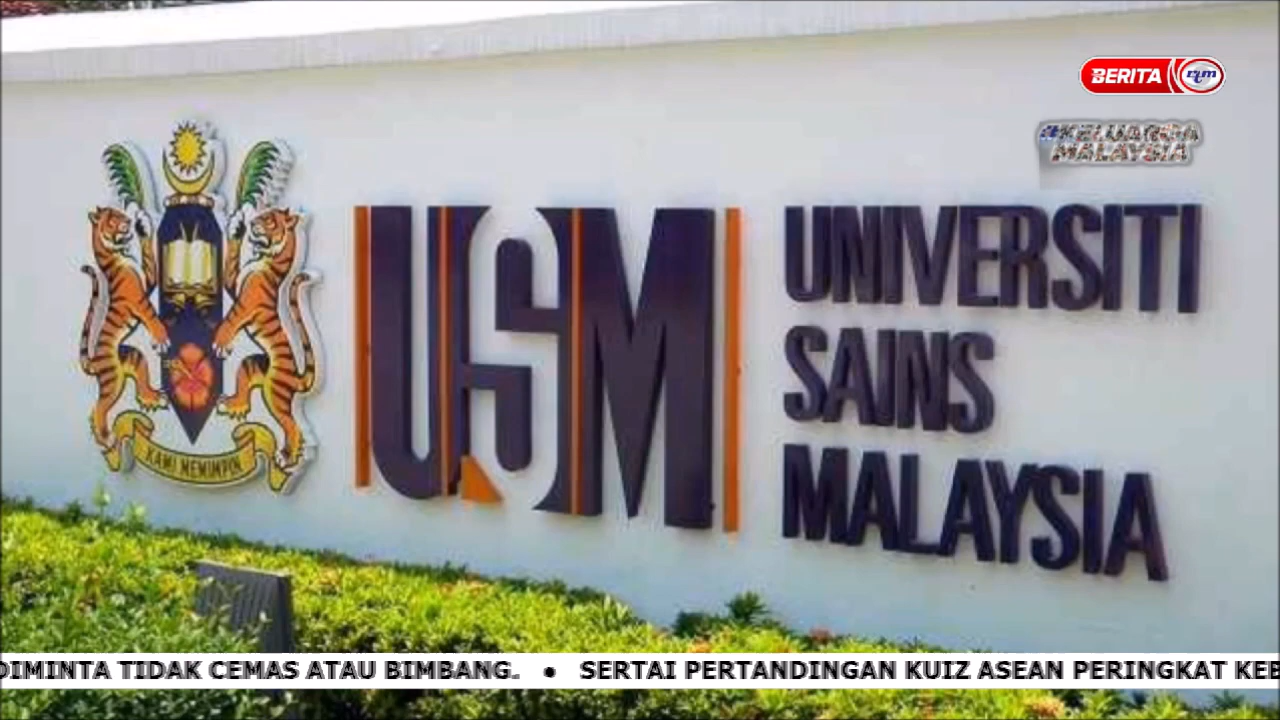 BERITA rtm
#KELUARGA
MALAYSIA
USM
UNIVERSITI
SAINS
MALAYSIA
KAMI MEMIMPIN
DIMINTA TIDAK CEMAS ATAU BIMBANG. • SERTAI PERTANDINGAN KUIZ ASEAN PERINGKAT KEB